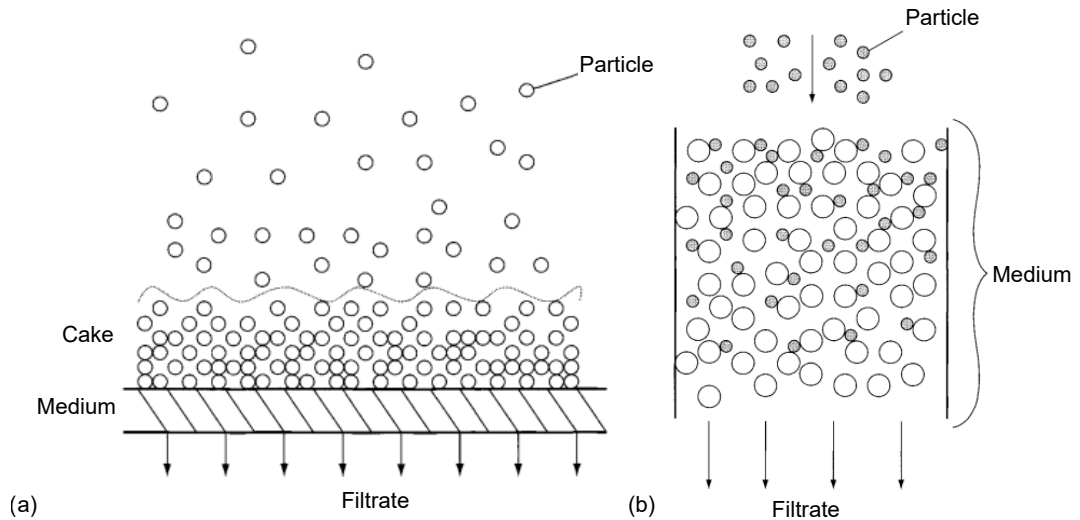 Particle
Cake
Medium
Filtrate
(a)
Particle
Medium
Filtrate
(b)